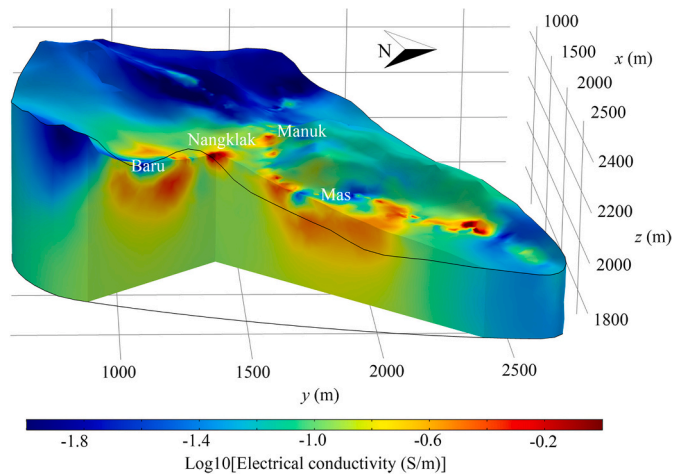 1000
1500
x (m)
2000
2500
N
Manuk
Nangklak
2400
Baru
Mas
2200
z (m)
2000
1800
1000
1500
2000
2500
y (m)
-1.8
-1.4
-1.0
-0.6
-0.2
Log10[Electrical conductivity (S/m)]